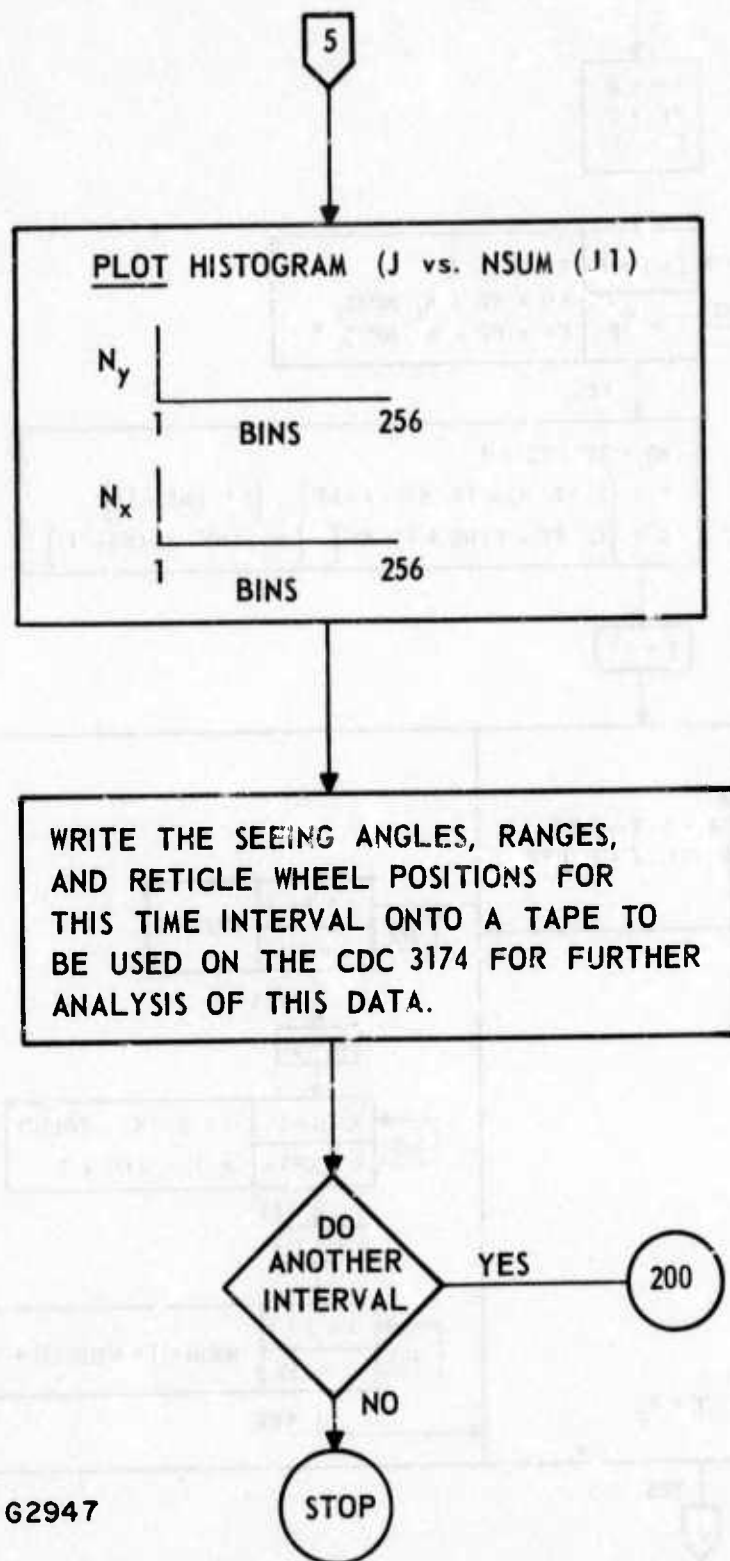 5
PLOT HISTOGRAM (J vs. NSUM (J1)
Ny
1 BINS 256
Nx
1 BINS 256
WRITE THE SEEING ANGLES, RANGES,
AND RETICLE WHEEL POSITIONS FOR
THIS TIME INTERVAL ONTO A TAPE TO
BE USED ON THE CDC 3174 FOR FURTHER
ANALYSIS OF THIS DATA.
DO
ANOTHER
INTERVAL
YES
200
NO
STOP
G2947